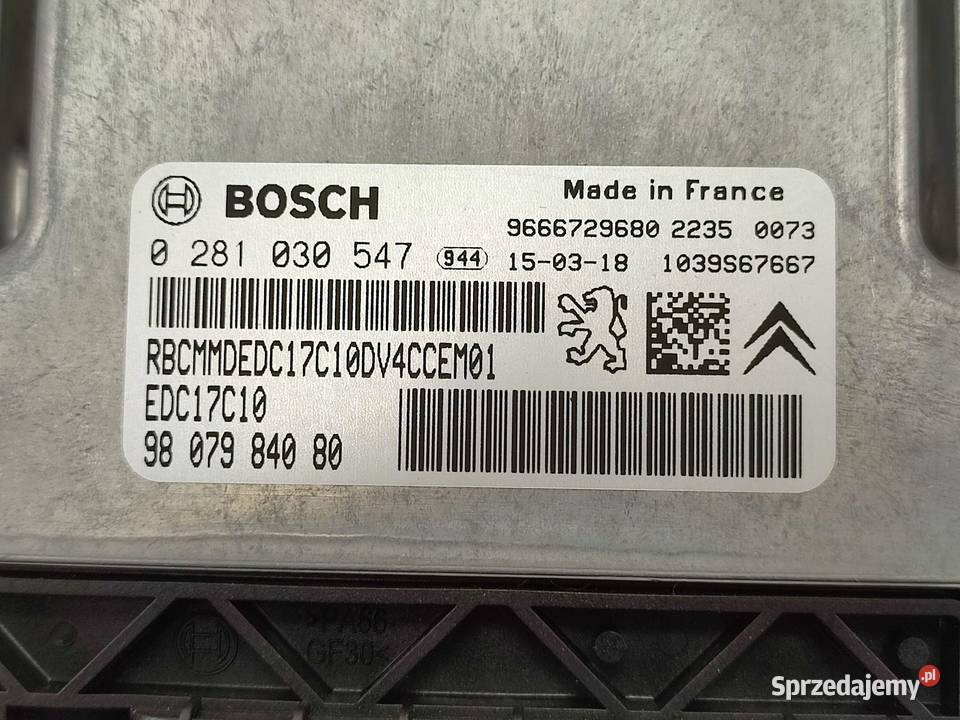 BOSCH
Made in France
9666729680 2235 0073
0 281 030 547 944 15-03-18 1039S67667
RBCMMDEDC17C10DV4CCEM01
EDC17C10
98 079 840 80
>PA66-
GF30<
Sprzedajemy.pl